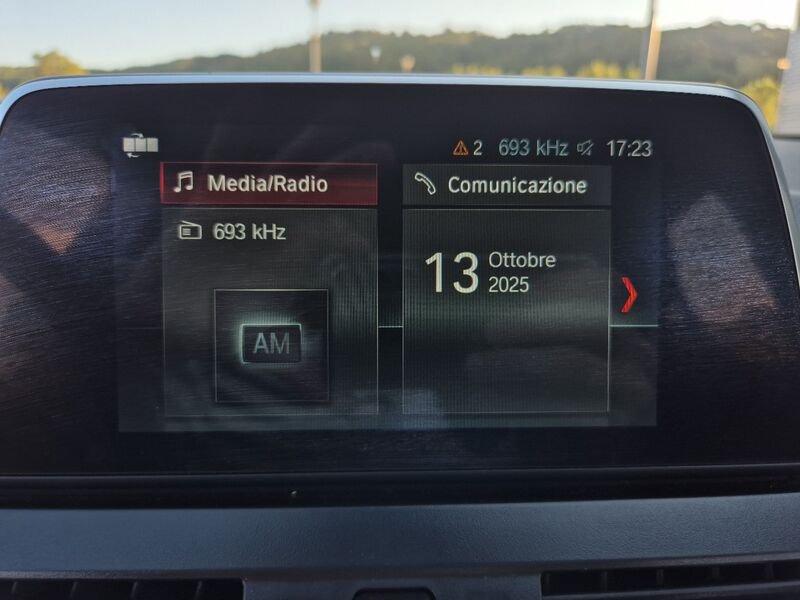 2 693 kHz 17:23
Media/Radio
Comunicazione
693 kHz
AM
13
Ottobre
2025